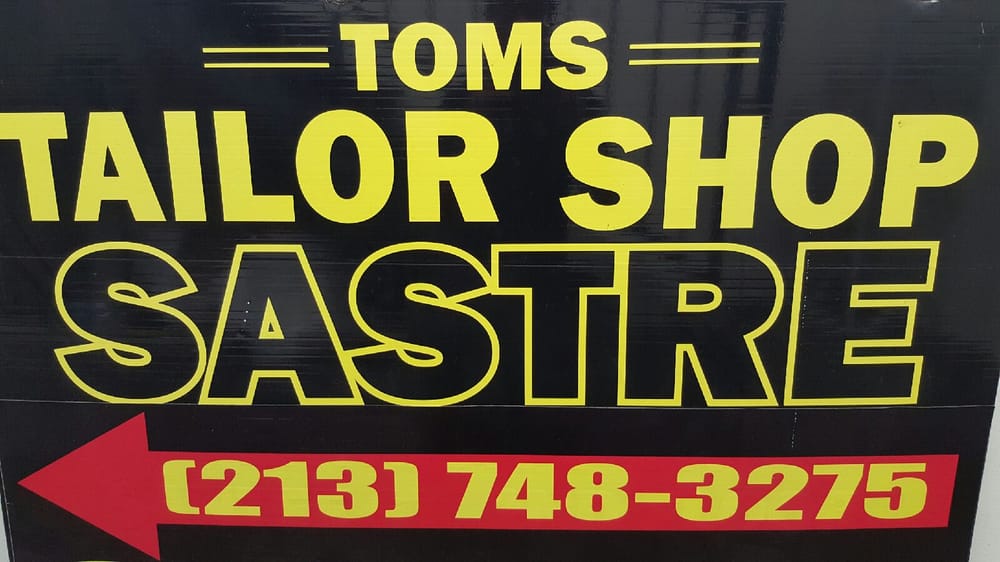 TOMS
TAILOR SHOP
SASTRE
(213) 748-3275